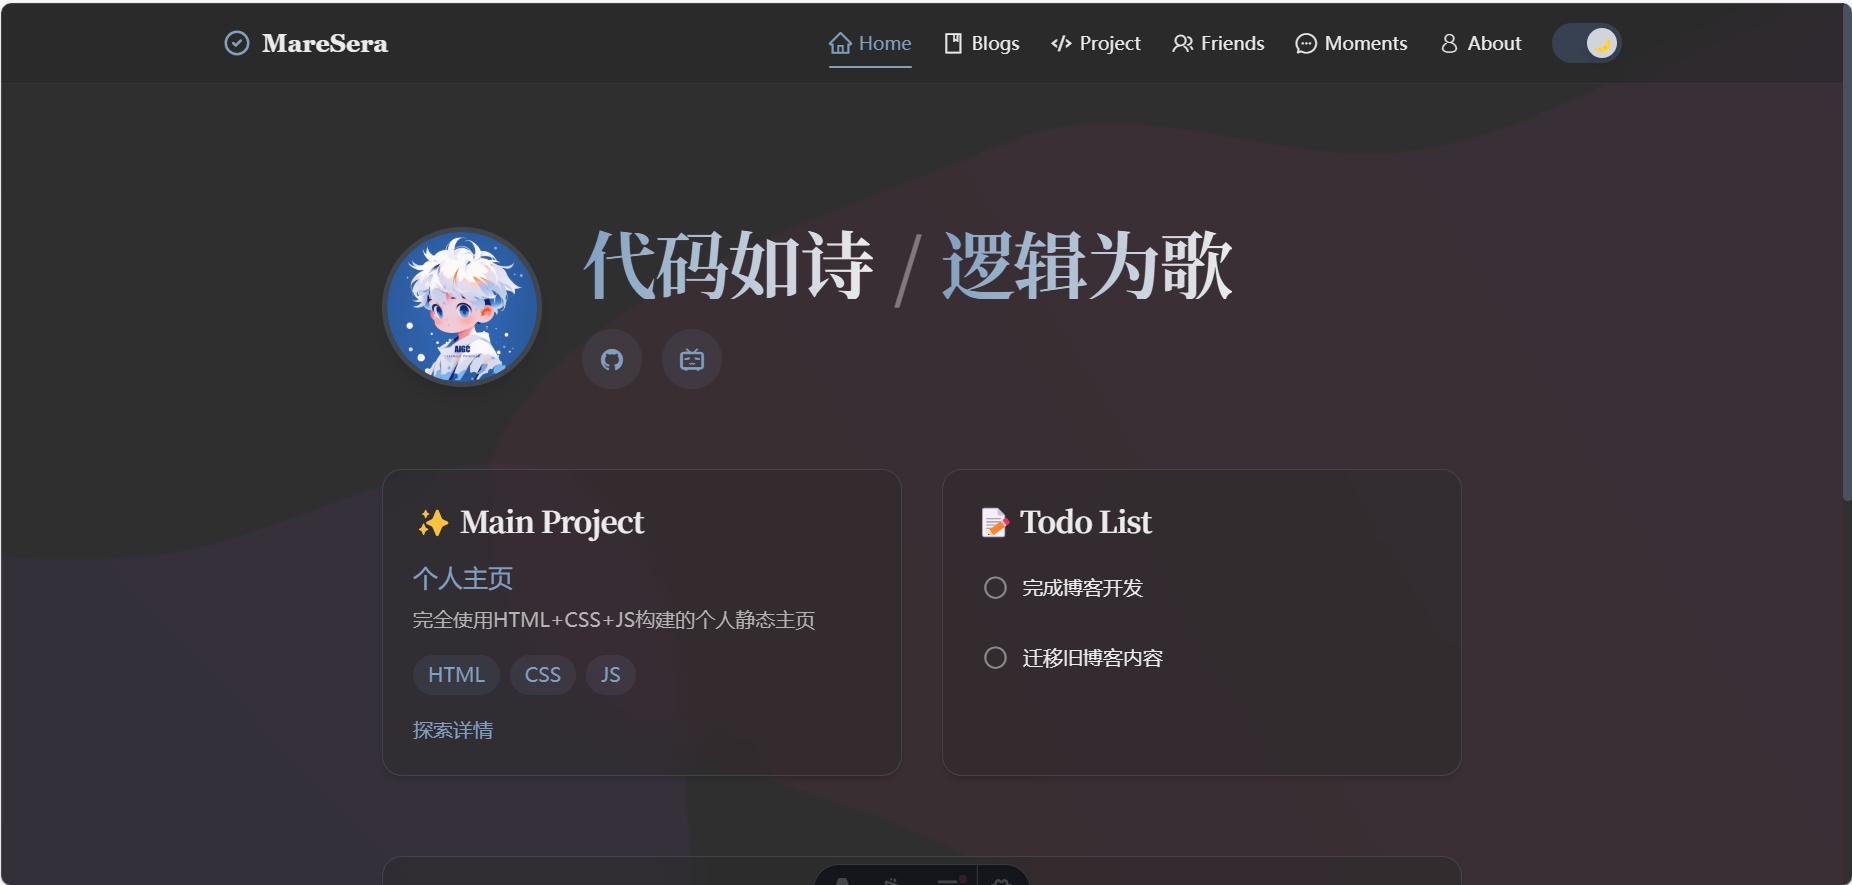 MareSera
Home Blogs Project Friends Moments About
代码如诗 / 逻辑为歌
AIGC
✨ Main Project
个人主页
完全使用HTML+CSS+JS构建的个人静态主页
HTML CSS JS
探索详情
📝 Todo List
完成博客开发
迁移旧博客内容